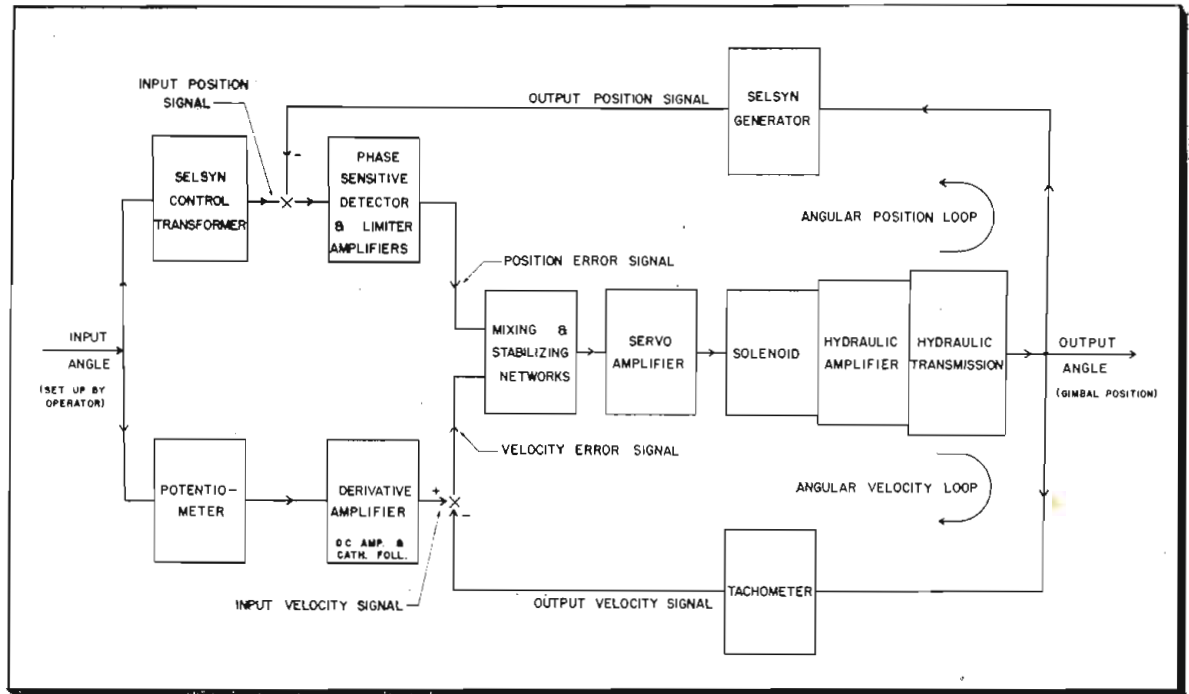 INPUT POSITION
SIGNAL
OUTPUT POSITION SIGNAL
SELSYN
GENERATOR
SELSYN
CONTROL
TRANSFORMER
-
PHASE
SENSITIVE
DETECTOR
& LIMITER
AMPLIFIERS
ANGULAR POSITION LOOP
POSITION ERROR SIGNAL
INPUT
ANGLE
(SET UP BY
OPERATOR)
MIXING &
STABILIZING
NETWORKS
SERVO
AMPLIFIER
SOLENOID
HYDRAULIC
AMPLIFIER
HYDRAULIC
TRANSMISSION
OUTPUT
ANGLE
(GIMBAL POSITION)
VELOCITY ERROR SIGNAL
ANGULAR VELOCITY LOOP
POTENTIO-
METER
DERIVATIVE
AMPLIFIER
DC AMP. &
CATH. FOLL.
+
-
INPUT VELOCITY SIGNAL
OUTPUT VELOCITY SIGNAL
TACHOMETER